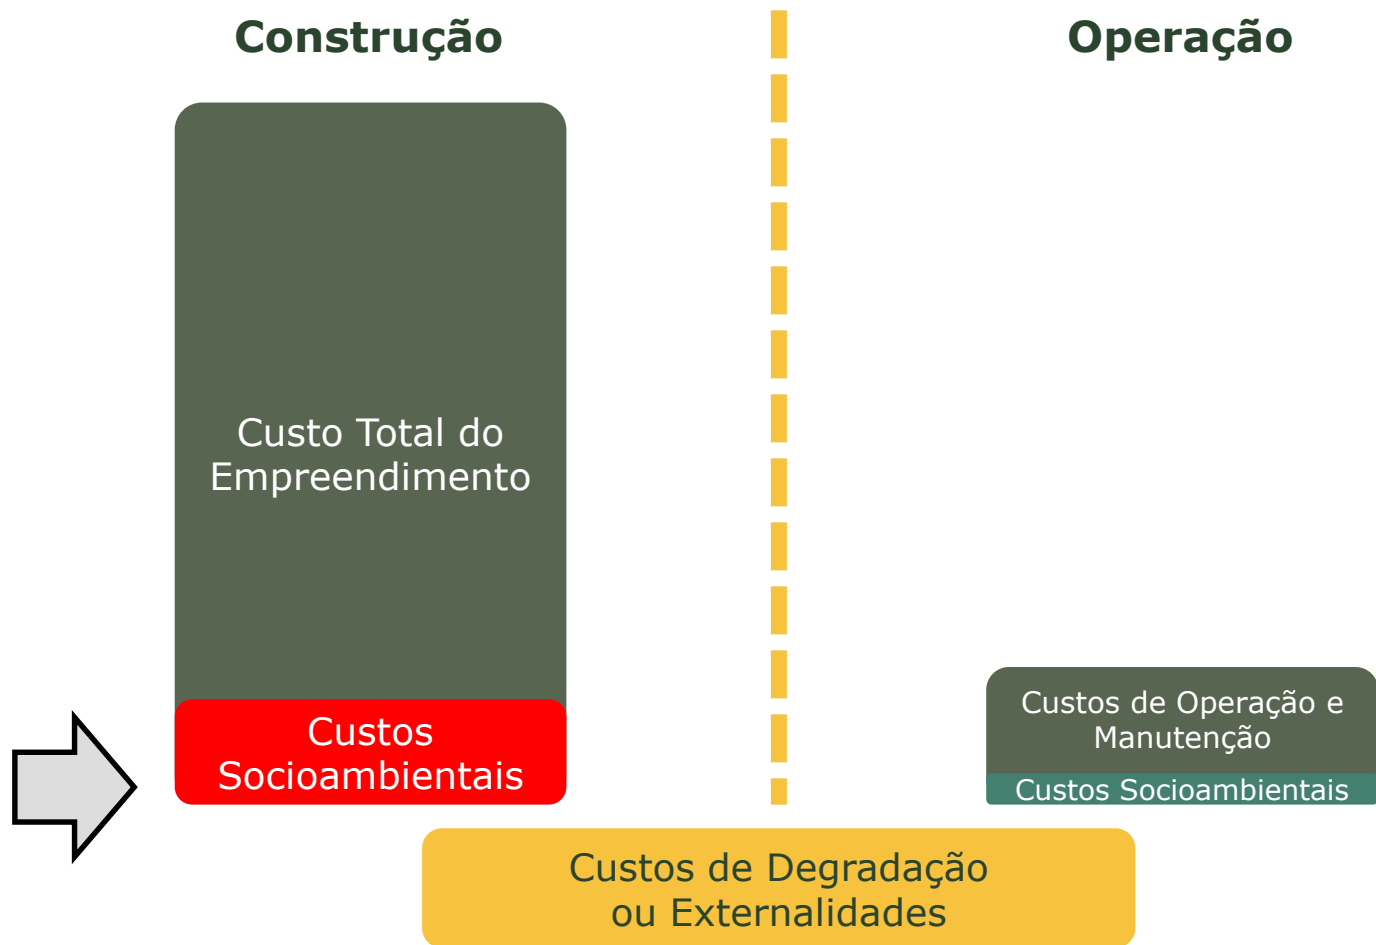 Construção
Operação
Custo Total do
Empreendimento
Custos
Socioambientais
Custos de Operação e
Manutenção
Custos Socioambientais
Custos de Degradação
ou Externalidades